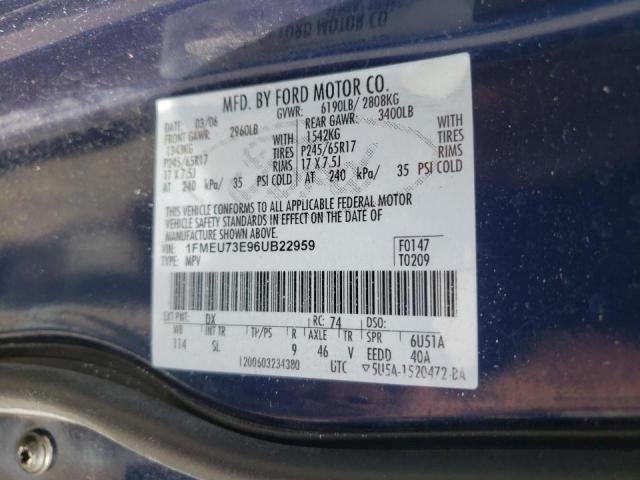 MFD. BY FORD MOTOR CO.
DATE: 03/06 GVWR: 6190LB/ 2808KG
FRONT GAWR: 2960LB REAR GAWR: 3400LB
1343KG WITH 1542KG WITH
P245/65R17 TIRES P245/65R17 TIRES
17 X 7.5J RIMS 17 X 7.5J RIMS
AT 240 kPa/ 35 PSI COLD AT 240 kPa/ 35 PSI COLD
THIS VEHICLE CONFORMS TO ALL APPLICABLE FEDERAL MOTOR
VEHICLE SAFETY STANDARDS IN EFFECT ON THE DATE OF
MANUFACTURE SHOWN ABOVE.
VIN: 1FMEU73E96UB22959 F0147
TYPE: MPV T0209
EXT PNT: DX RC: 74 DSO:
WB INT TR TP/PS R AXLE TR SPR 6U51A
114 SL 9 46 V EEDD 40A
1200603234380 UTC ▽5U5A-1520472-BA